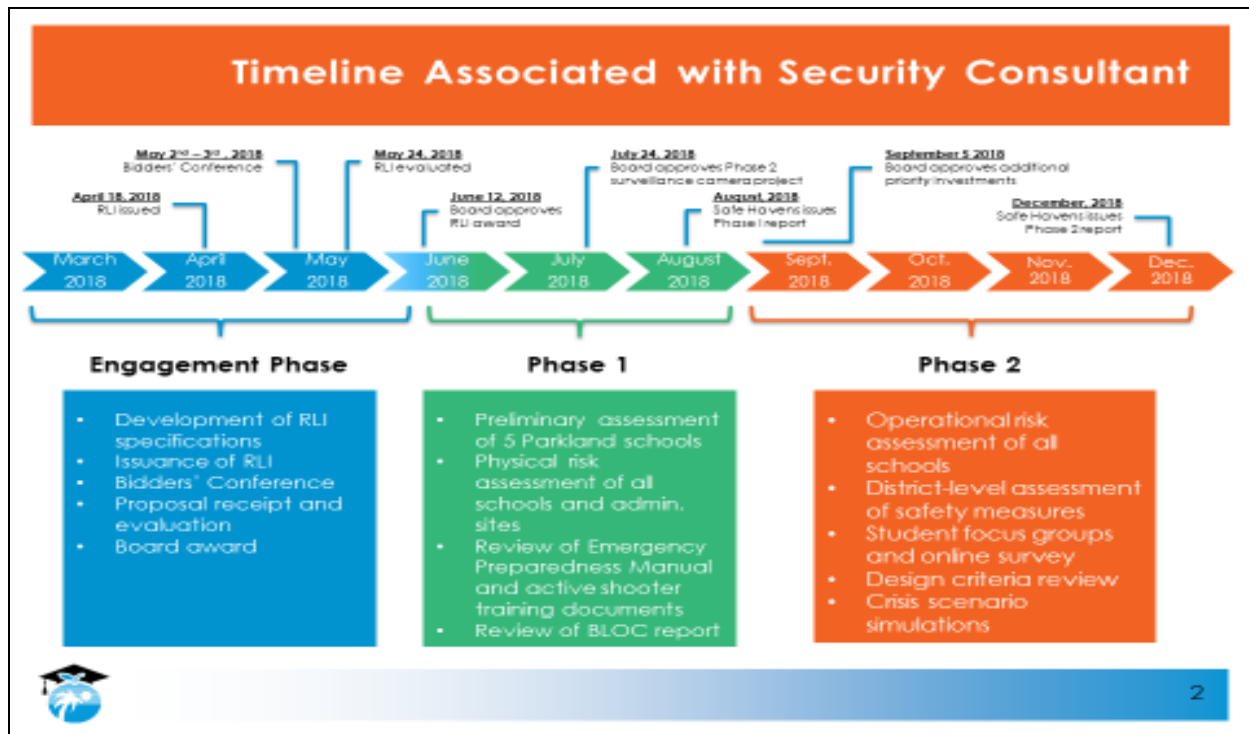 Timeline Associated with Security Consultant
May 2nd – 3rd, 2018
Bidders' Conference
May 24, 2018
RLI evaluated
July 24, 2018
Board approves Phase 2
surveillance camera project
September 5 2018
Board approves additional
priority investments
April 18, 2018
RLI issued
June 12, 2018
Board approves
RLI award
August, 2018
Safe Havens issues
Phase I report
December, 2018
Safe Havens issues
Phase 2 report
March
2018
April
2018
May
2018
June
2018
July
2018
August
2018
Sept.
2018
Oct.
2018
Nov.
2018
Dec.
2018
Engagement Phase
• Development of RLI
specifications
• Issuance of RLI
• Bidders' Conference
• Proposal receipt and
evaluation
• Board award
Phase 1
• Preliminary assessment
of 5 Parkland schools
• Physical risk
assessment of all
schools and admin.
sites
• Review of Emergency
Preparedness Manual
and active shooter
training documents
• Review of BLOC report
Phase 2
• Operational risk
assessment of all
schools
• District-level assessment
of safety measures
• Student focus groups
and online survey
• Design criteria review
• Crisis scenario
simulations
2